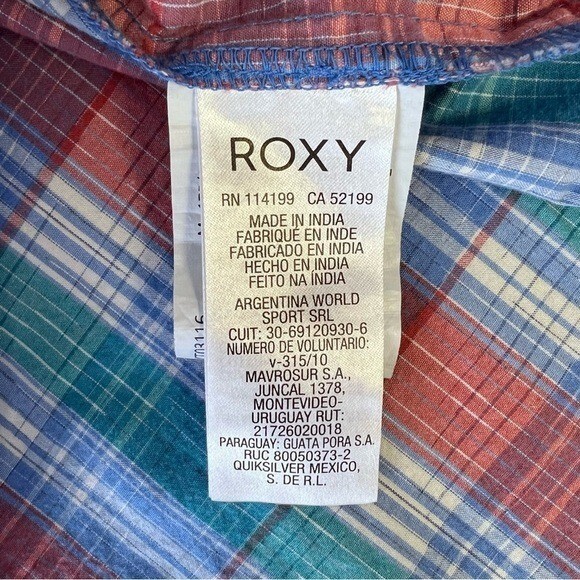 ROXY
RN 114199 CA 52199
MADE IN INDIA
FABRIQUÉ EN INDE
FABRICADO EN INDIA
HECHO EN INDIA
FEITO NA ÍNDIA
ARGENTINA WORLD
SPORT SRL
CUIT: 30-69120930-6
NUMERO DE VOLUNTARIO:
v-315/10
MAVROSUR S.A.,
JUNCAL 1378,
MONTEVIDEO-
URUGUAY RUT:
21726020018
PARAGUAY: GUATA PORA S.A.
RUC 80050373-2
QUIKSILVER MEXICO,
S. DE R.L.